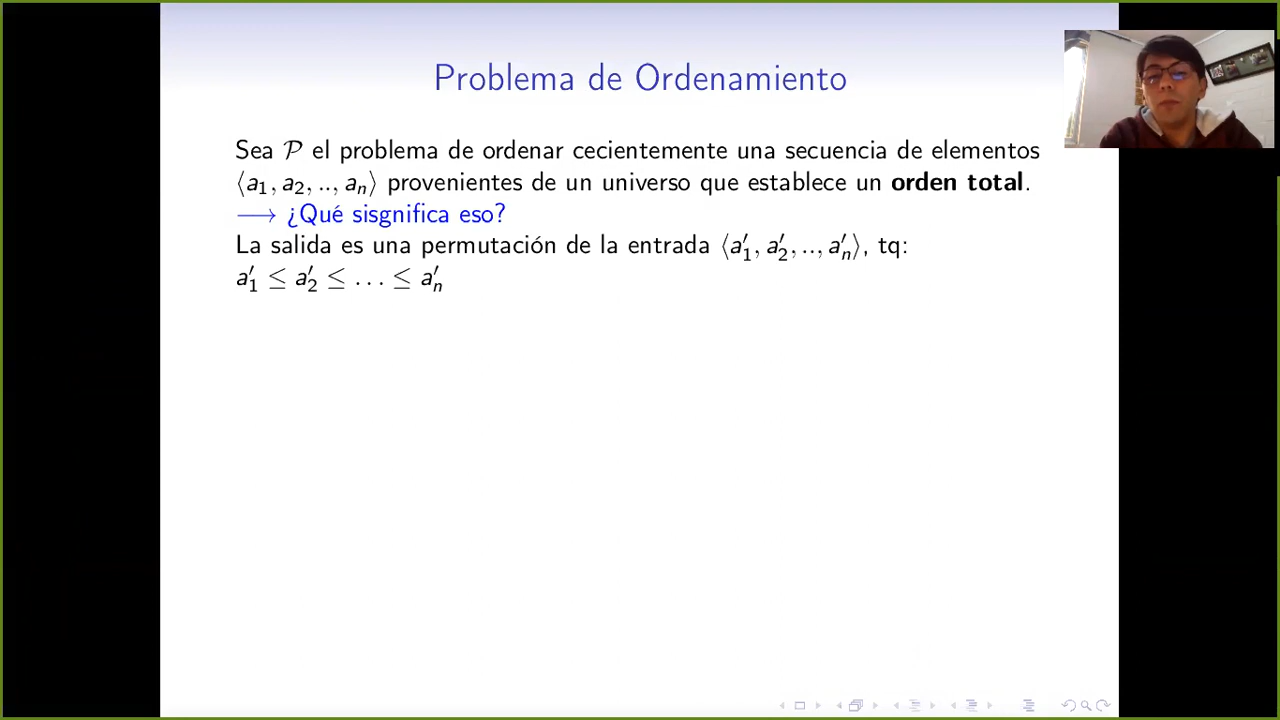 Problema de Ordenamiento
Sea 𝒫 el problema de ordenar cecientemente una secuencia de elementos
⟨a₁, a₂, .., aₙ⟩ provenientes de un universo que establece un orden total.
⟶ ¿Qué sisgnifica eso?
La salida es una permutación de la entrada ⟨a′₁, a′₂, .., a′ₙ⟩, tq:
a′₁ ≤ a′₂ ≤ . . . ≤ a′ₙ